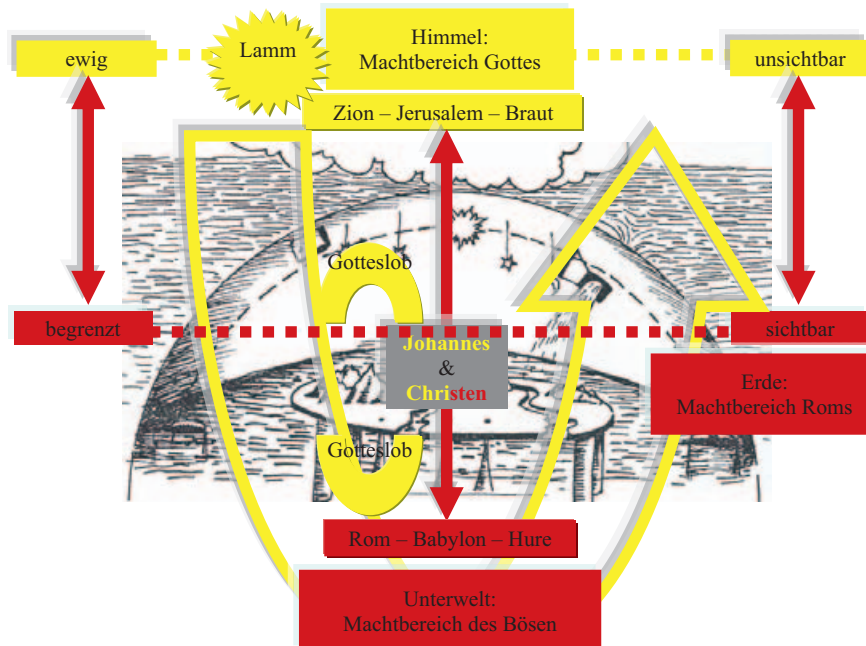 ewig
Lamm
Himmel:
Machtbereich Gottes
unsichtbar
Zion – Jerusalem – Braut
Gotteslob
begrenzt
Johannes
&
Christen
sichtbar
Erde:
Machtbereich Roms
Gotteslob
Rom – Babylon – Hure
Unterwelt:
Machtbereich des Bösen